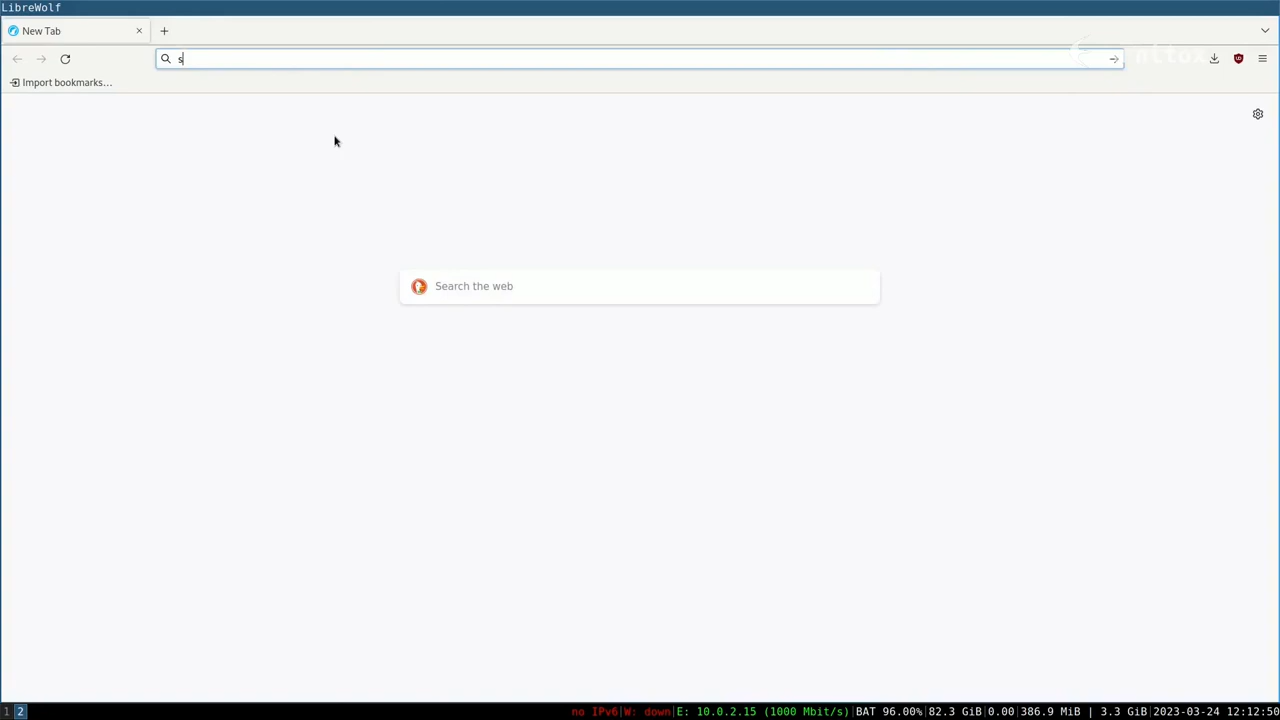 LibreWolf
New Tab
s
Import bookmarks...
Search the web
1 2
no IPv6|W: down|E: 10.0.2.15 (1000 Mbit/s)|BAT 96.00%|82.3 GiB|0.00|386.9 MiB | 3.3 GiB|2023-03-24 12:12:50